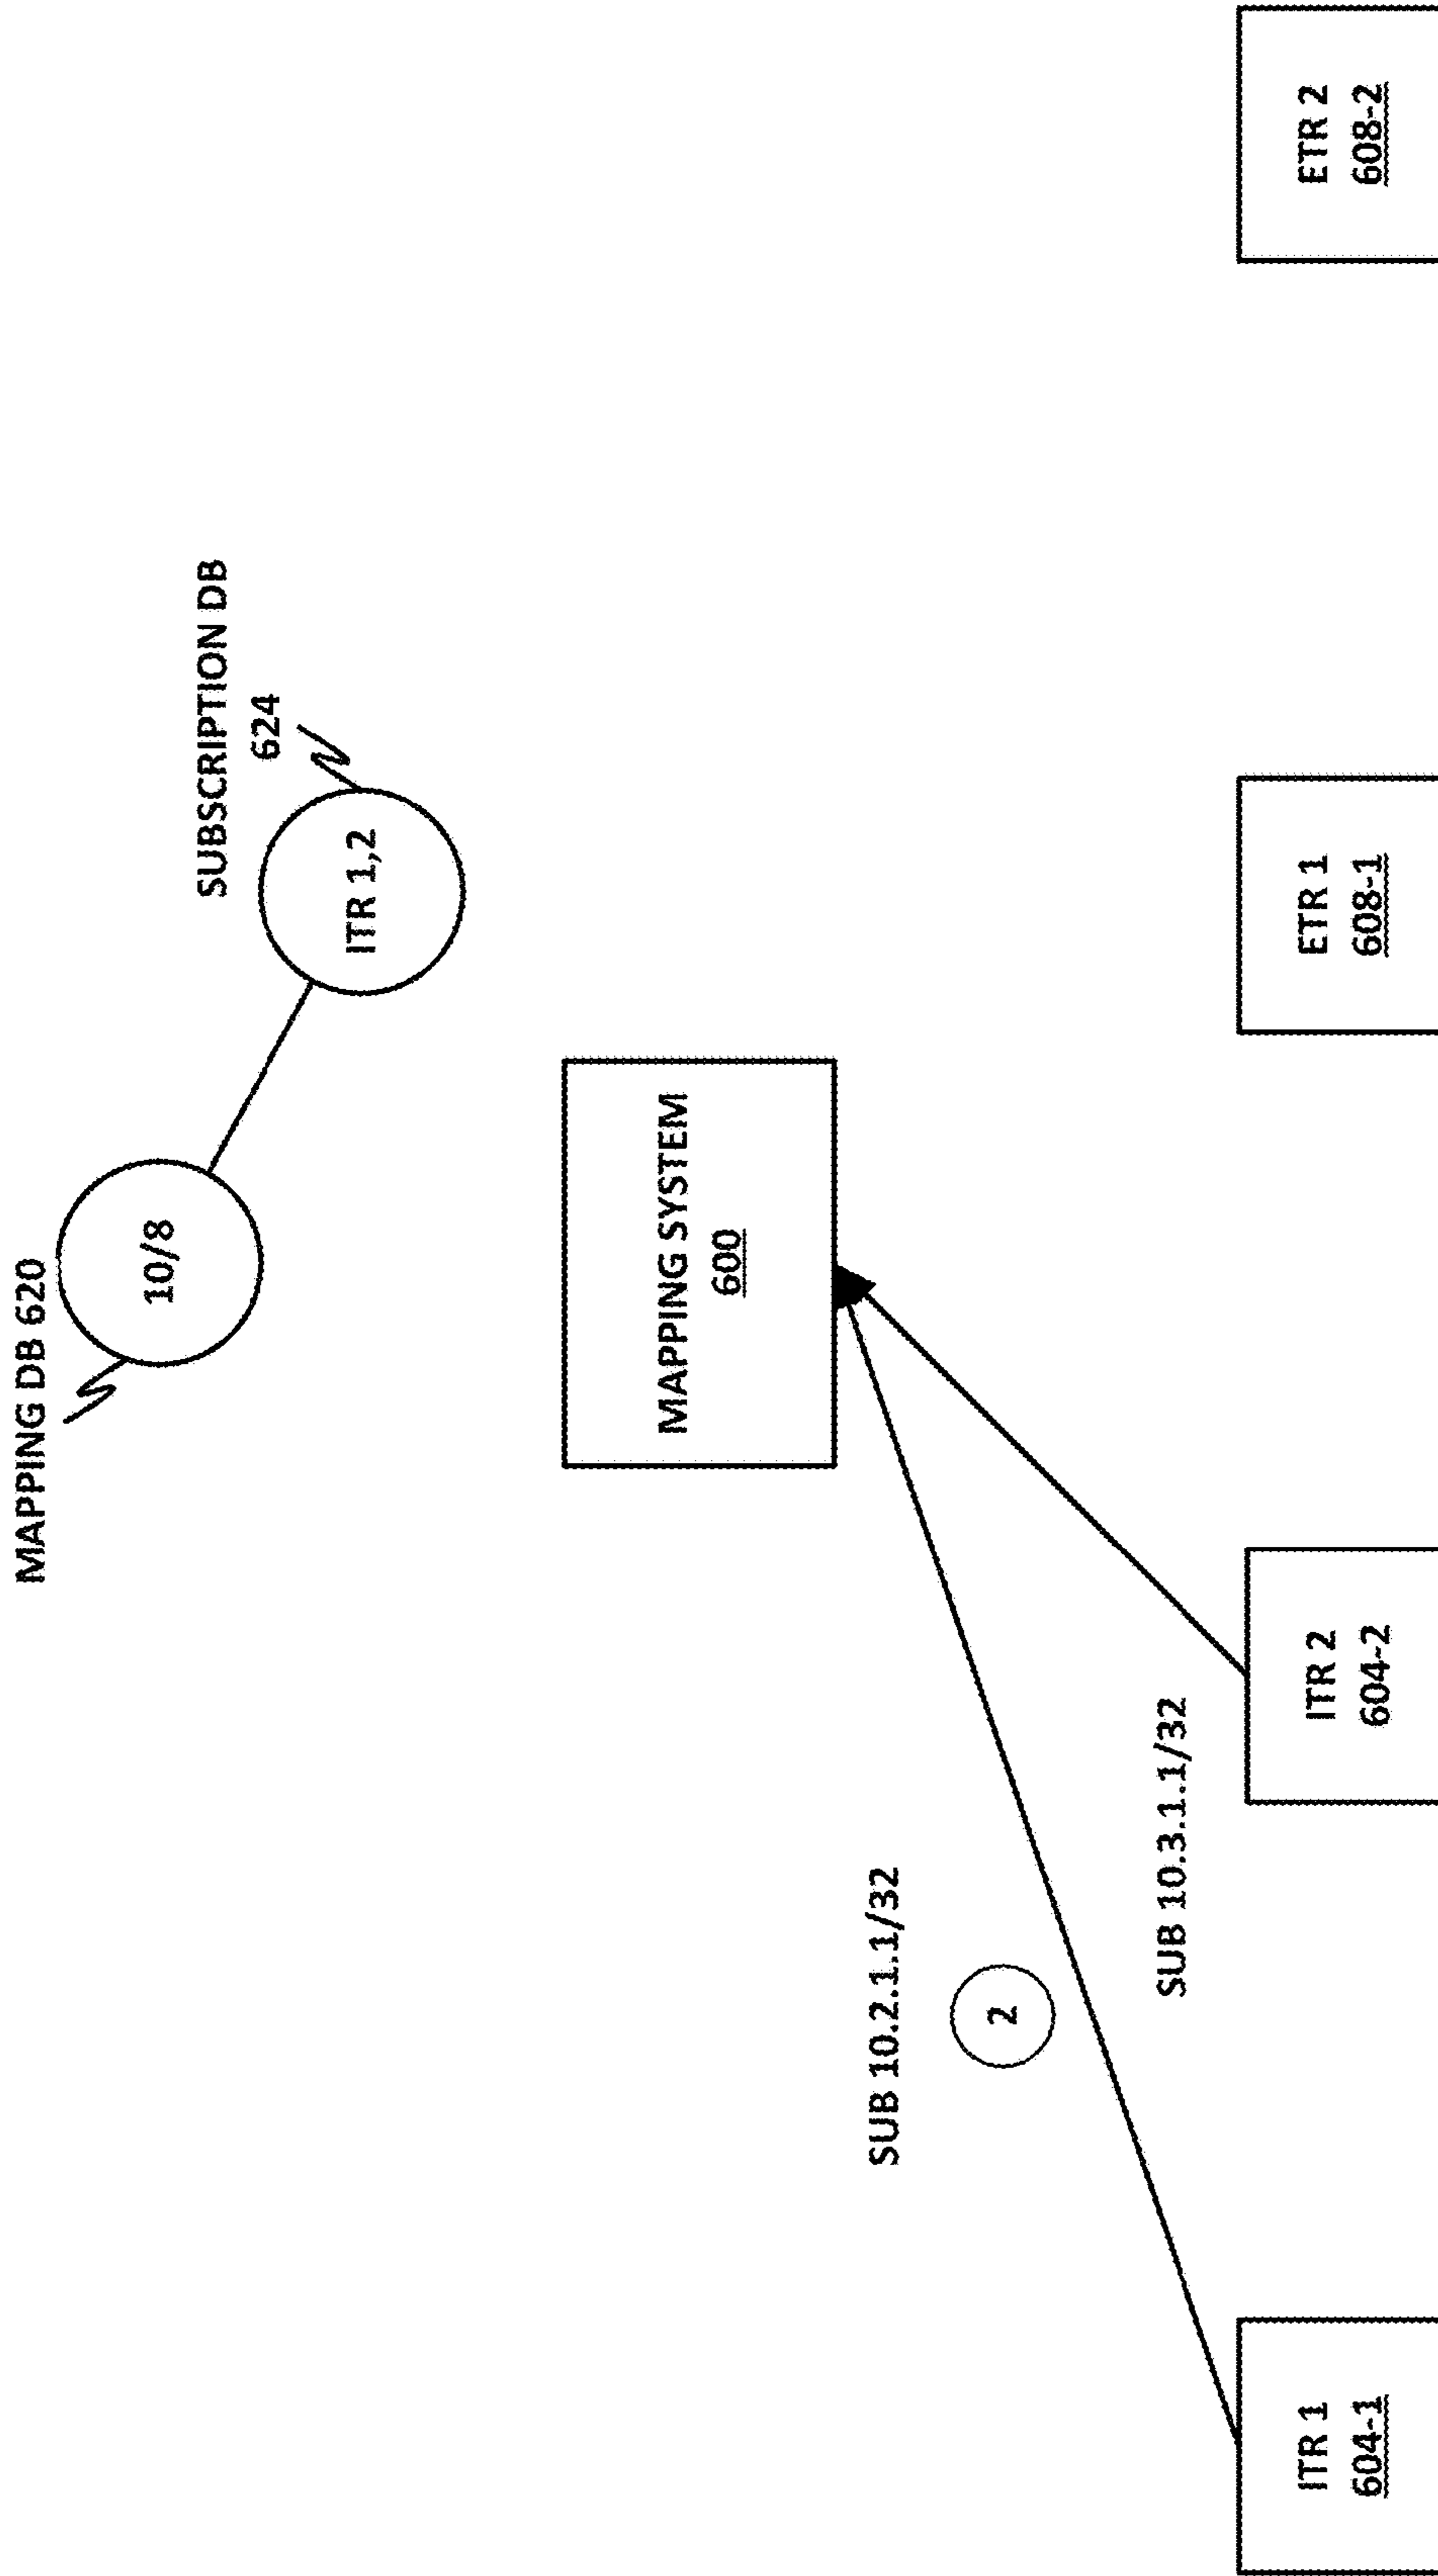 MAPPING DB 620
10/8
SUBSCRIPTION DB
624
ITR 1,2
MAPPING SYSTEM
600
SUB 10.2.1.1/32
2
SUB 10.3.1.1/32
ITR 1
604-1
ITR 2
604-2
ETR 1
608-1
ETR 2
608-2